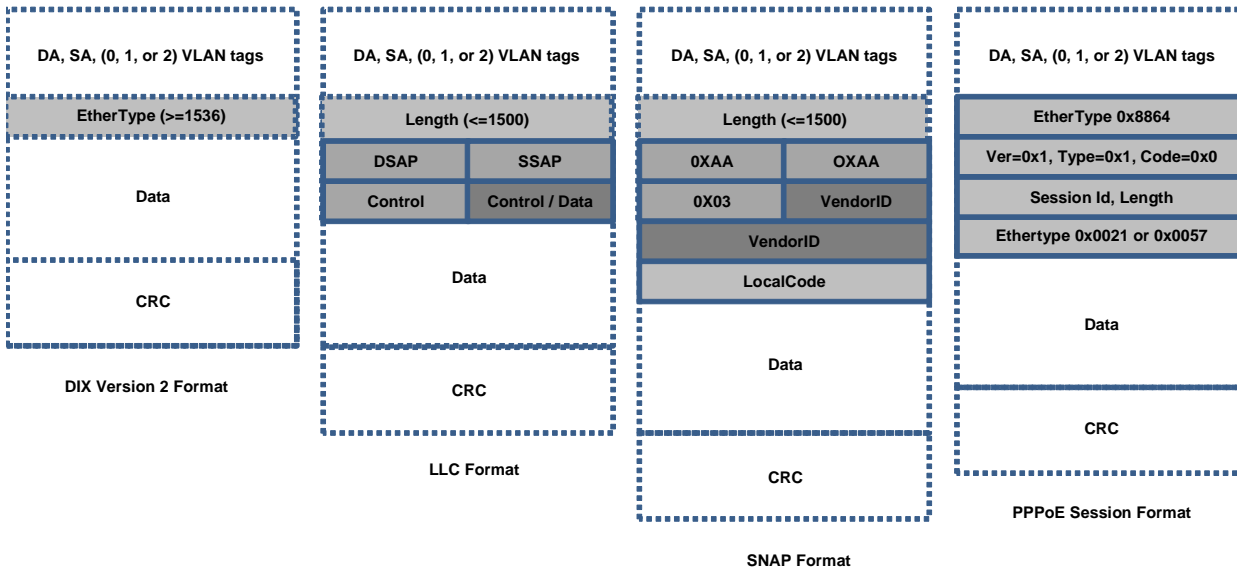 DA, SA, (0, 1, or 2) VLAN tags
EtherType (>=1536)
Data
CRC
DIX Version 2 Format
DA, SA, (0, 1, or 2) VLAN tags
Length (<=1500)
DSAP
SSAP
Control
Control / Data
Data
CRC
LLC Format
DA, SA, (0, 1, or 2) VLAN tags
Length (<=1500)
0XAA
OXAA
0X03
VendorID
VendorID
LocalCode
Data
CRC
SNAP Format
DA, SA, (0, 1, or 2) VLAN tags
EtherType 0x8864
Ver=0x1, Type=0x1, Code=0x0
Session Id, Length
Ethertype 0x0021 or 0x0057
Data
CRC
PPPoE Session Format